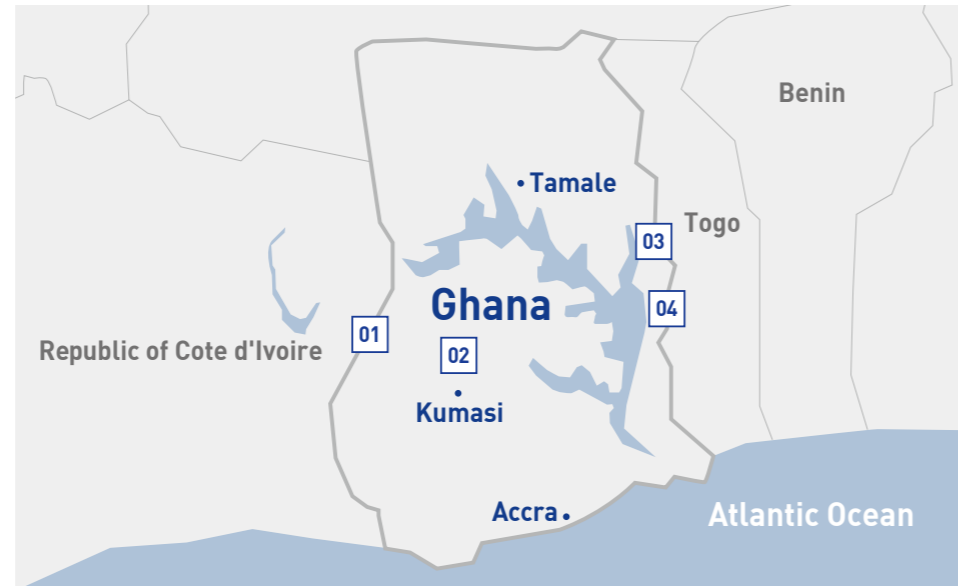 Benin
Tamale
Togo
03
Ghana
04
01
Republic of Cote d'Ivoire
02
Kumasi
Accra
Atlantic Ocean